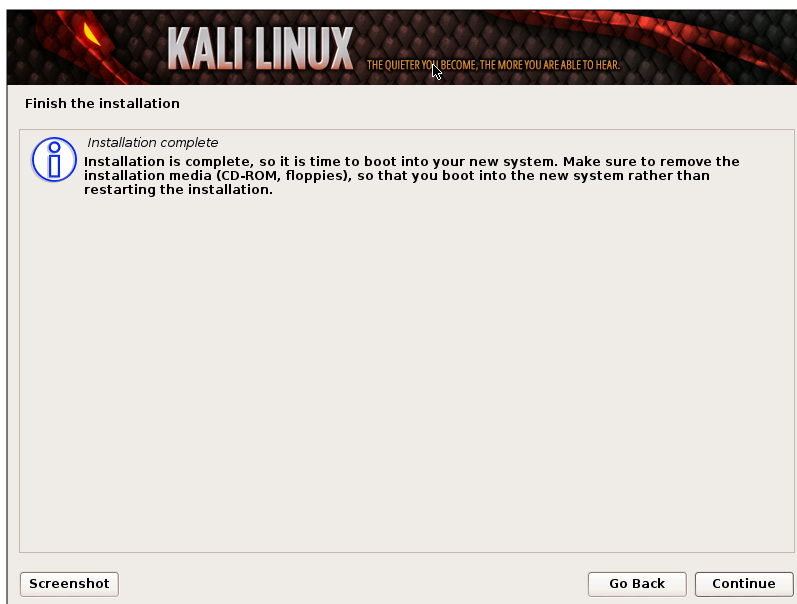 KALI LINUX
THE QUIETER YOU BECOME, THE MORE YOU ARE ABLE TO HEAR.
Finish the installation
Installation complete
Installation is complete, so it is time to boot into your new system. Make sure to remove the
installation media (CD-ROM, floppies), so that you boot into the new system rather than
restarting the installation.
Screenshot
Go Back
Continue